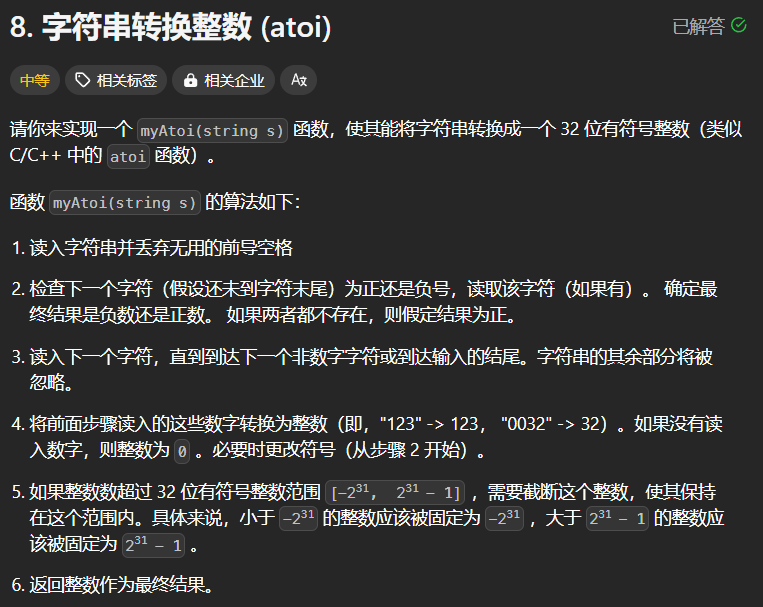 8. 字符串转换整数 (atoi)
已解答
中等 相关标签 相关企业 Aχ
请你来实现一个 myAtoi(string s) 函数，使其能将字符串转换成一个 32 位有符号整数（类似
C/C++ 中的 atoi 函数）。
函数 myAtoi(string s) 的算法如下：
1. 读入字符串并丢弃无用的前导空格
2. 检查下一个字符（假设还未到字符末尾）为正还是负号，读取该字符（如果有）。 确定最
终结果是负数还是正数。 如果两者都不存在，则假定结果为正。
3. 读入下一个字符，直到到达下一个非数字字符或到达输入的结尾。字符串的其余部分将被
忽略。
4. 将前面步骤读入的这些数字转换为整数（即，"123" -> 123， "0032" -> 32）。如果没有读
入数字，则整数为 0 。必要时更改符号（从步骤 2 开始）。
5. 如果整数数超过 32 位有符号整数范围 [−2³¹, 2³¹ − 1] ，需要截断这个整数，使其保持
在这个范围内。具体来说，小于 −2³¹ 的整数应该被固定为 −2³¹ ，大于 2³¹ − 1 的整数应
该被固定为 2³¹ − 1 。
6. 返回整数作为最终结果。